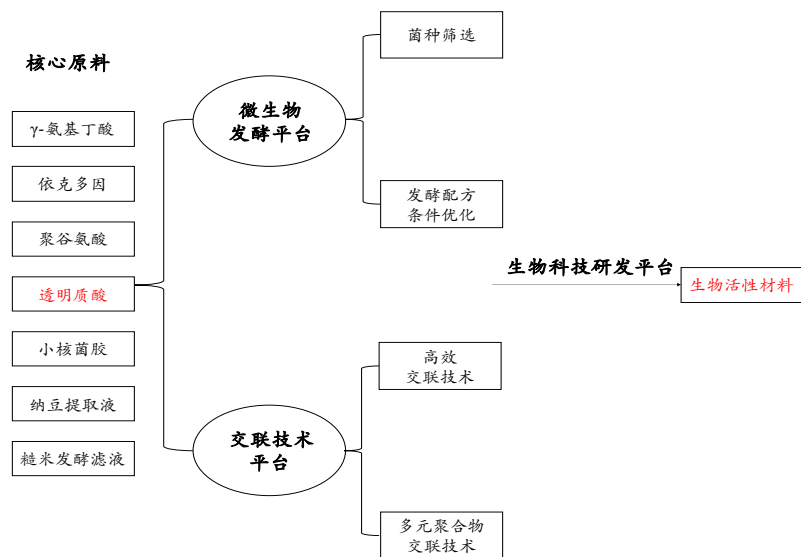 核心原料
γ-氨基丁酸
依克多因
聚谷氨酸
透明质酸
小核菌胶
纳豆提取液
糙米发酵滤液
微生物
发酵平台
交联技术
平台
菌种筛选
发酵配方
条件优化
高效
交联技术
多元聚合物
交联技术
生物科技研发平台
生物活性材料